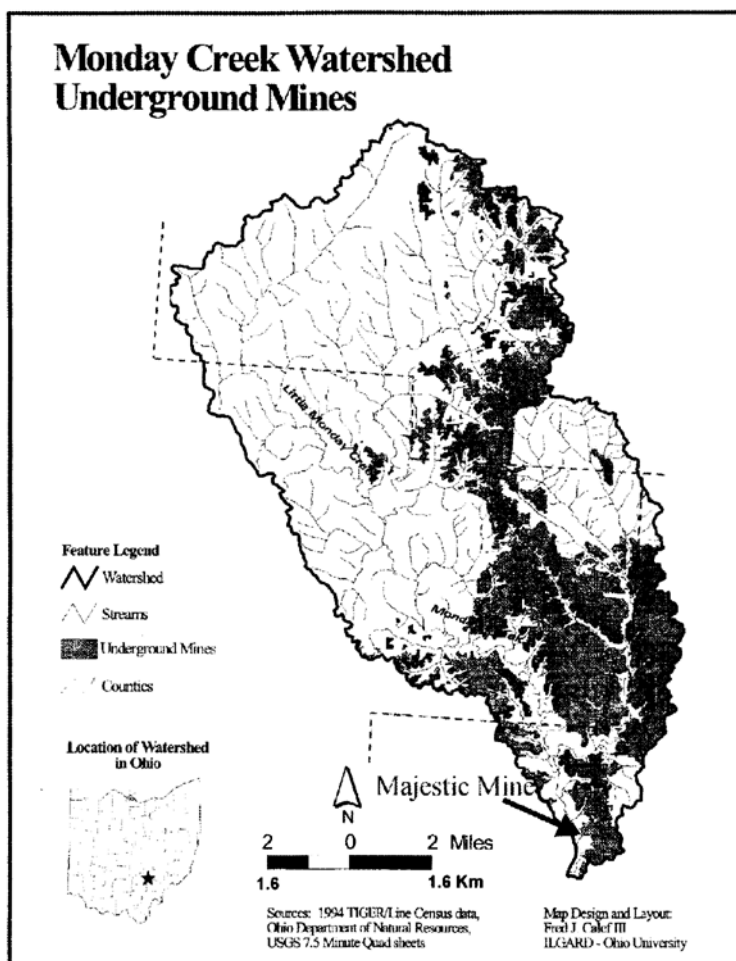 Monday Creek Watershed
Underground Mines
Little Monday Creek
Feature Legend
Watershed
Streams
Underground Mines
Counties
Location of Watershed
in Ohio
N
Majestic Mine
2 0 2 Miles
1.6 1.6 Km
Sources: 1994 TIGER/Line Census data,
Ohio Department of Natural Resources,
USGS 7.5 Minute Quad sheets
Map Design and Layout:
Fred J. Calef III
ILGARD - Ohio University